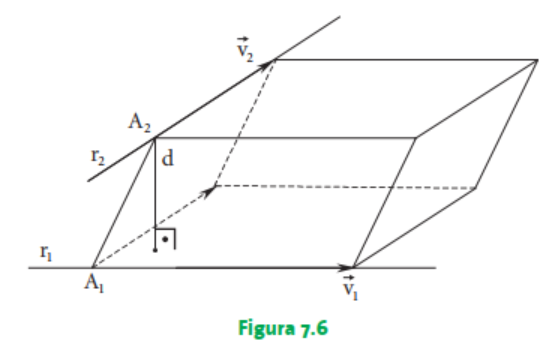 v⃗₂
A₂
r₂
d
r₁
A₁
v⃗₁
Figura 7.6